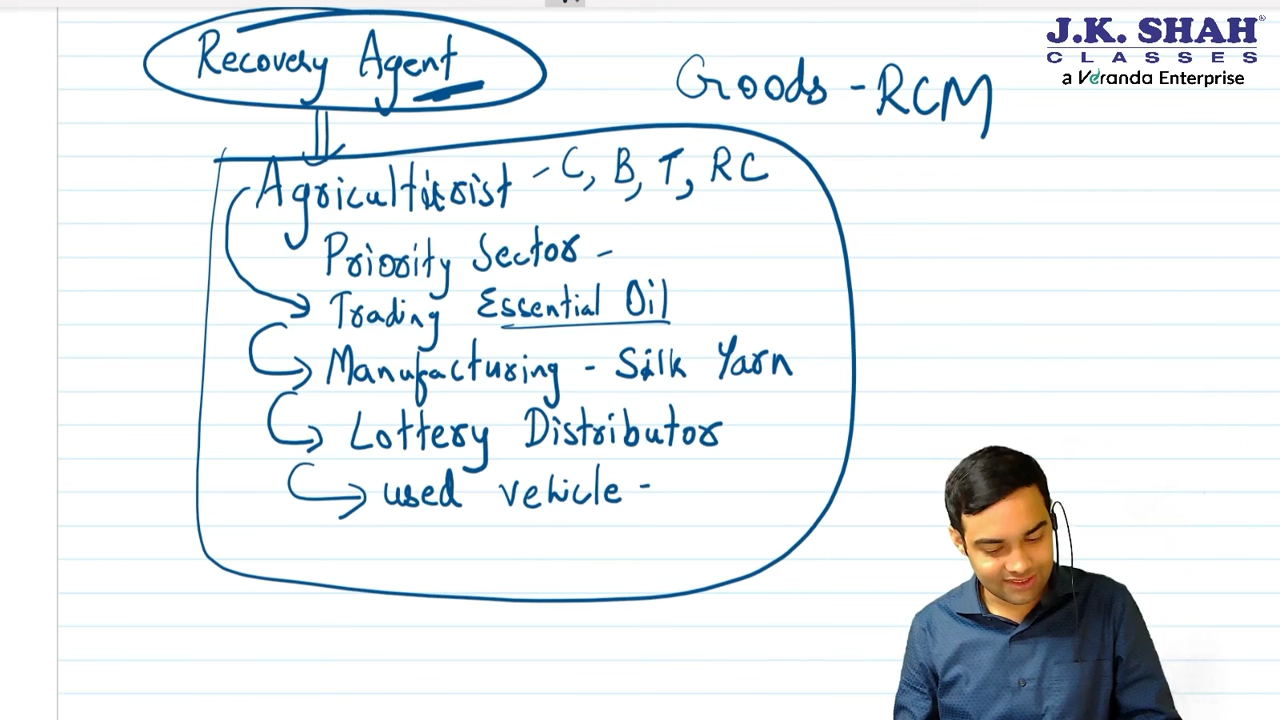 J.K. SHAH®
CLASSES
a Veranda Enterprise
Recovery Agent
Goods - RCM
Agriculturist - C, B, T, RC
Priority Sector -
Trading Essential Oil
Manufacturing - Silk Yarn
Lottery Distributor
used vehicle -